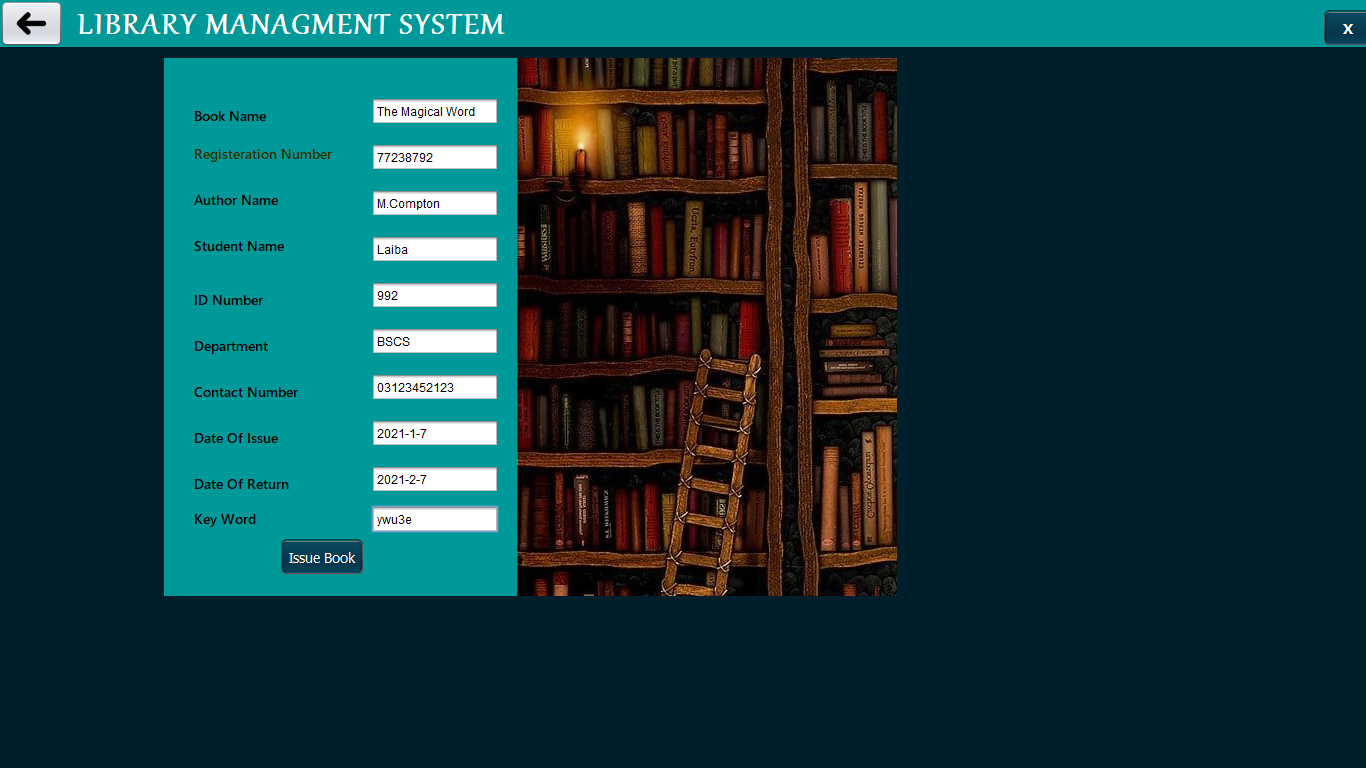 LIBRARY MANAGMENT SYSTEM
x
Book Name The Magical Word
Registeration Number 77238792
Author Name M.Compton
Student Name Laiba
ID Number 992
Department BSCS
Contact Number 03123452123
Date Of Issue 2021-1-7
Date Of Return 2021-2-7
Key Word ywu3e
Issue Book